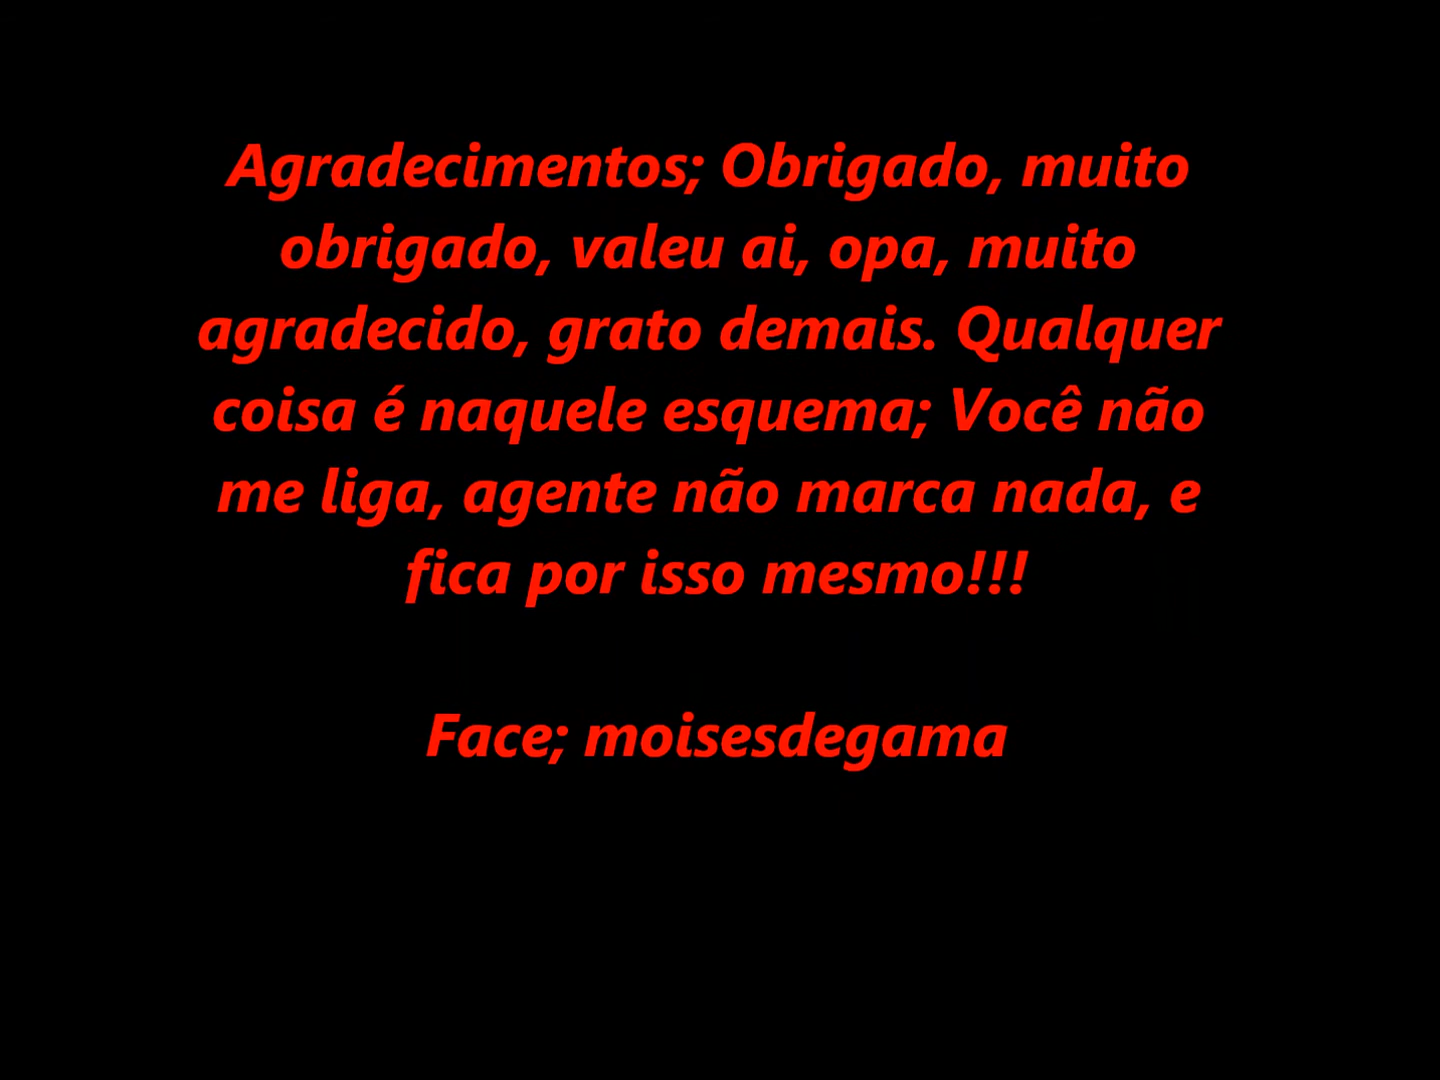 Agradecimentos; Obrigado, muito
obrigado, valeu ai, opa, muito
agradecido, grato demais. Qualquer
coisa é naquele esquema; Você não
me liga, agente não marca nada, e
fica por isso mesmo!!!
Face; moisesdegama